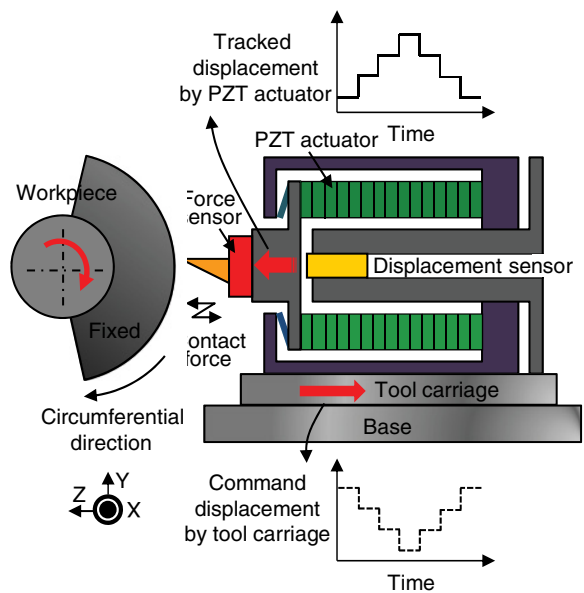 Tracked
displacement
by PZT actuator
Time
PZT actuator
Workpiece
Force
sensor
Displacement sensor
Fixed
contact
force
Circumferential
direction
Tool carriage
Base
Y
Z
X
Command
displacement
by tool carriage
Time